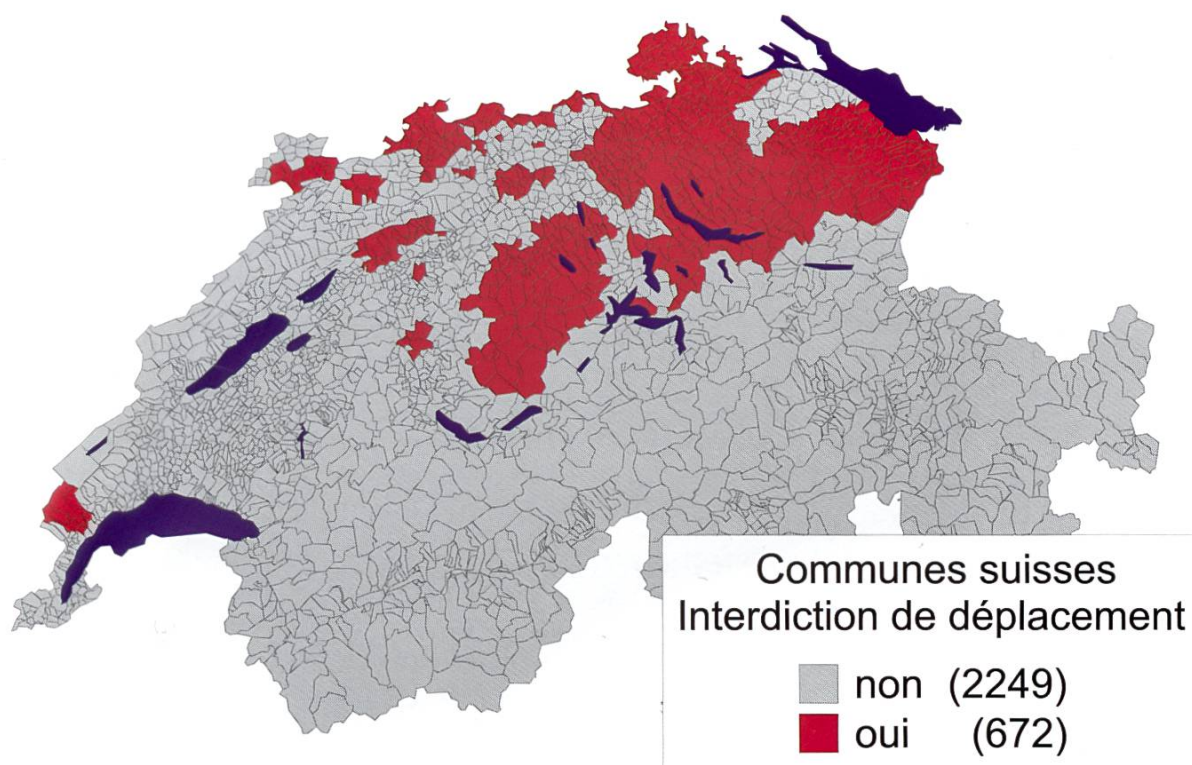 Communes suisses
Interdiction de déplacement
non (2249)
oui (672)